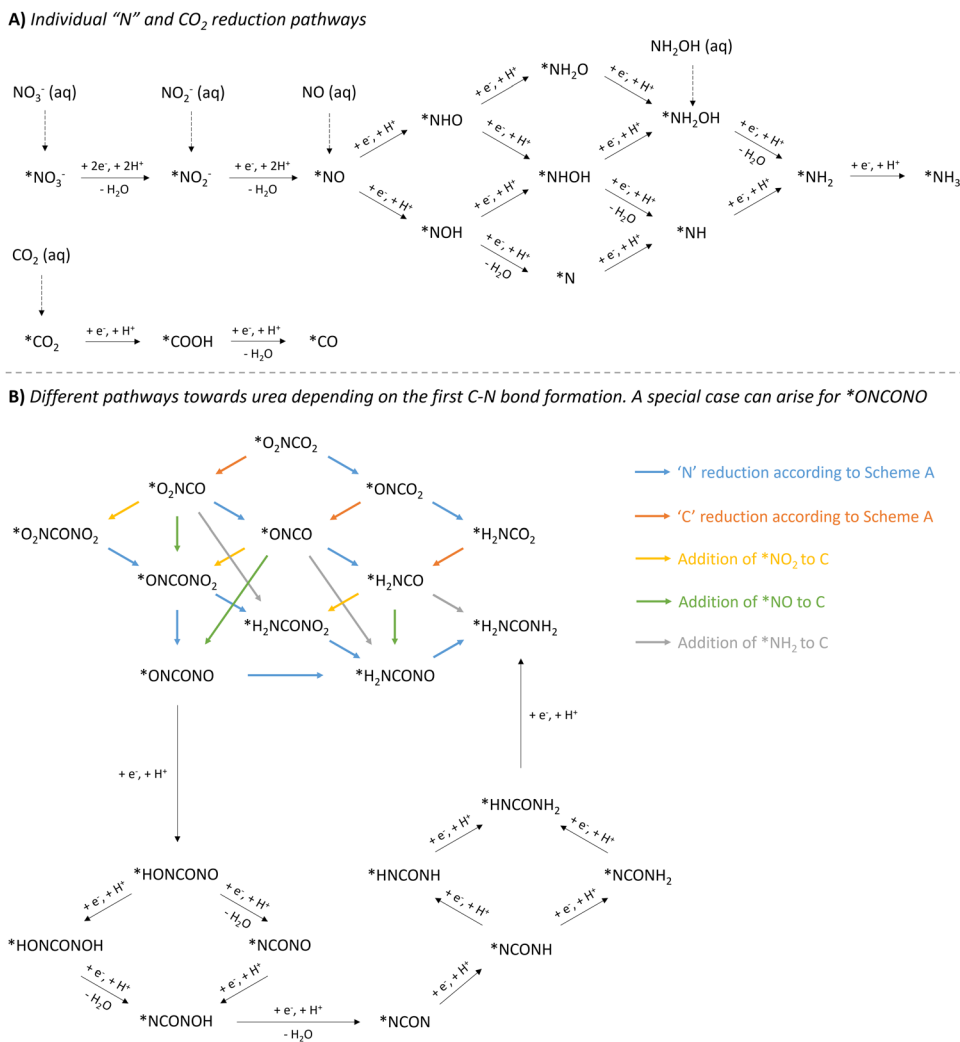 A) Individual “N” and CO₂ reduction pathways
NH₂OH (aq)
*NH₂O
+ e⁻, + H⁺
+ e⁻, + H⁺
NO₃⁻ (aq)
NO₂⁻ (aq)
NO (aq)
*NHO
*NH₂OH
+ e⁻, + H⁺
+ e⁻, + H⁺
+ e⁻, + H⁺
+ e⁻, + H⁺
- H₂O
*NO₃⁻
+ 2e⁻, + 2H⁺
- H₂O
*NO₂⁻
+ e⁻, + 2H⁺
- H₂O
*NO
*NHOH
*NH₂
+ e⁻, + H⁺
*NH₃
+ e⁻, + H⁺
+ e⁻, + H⁺
+ e⁻, + H⁺
- H₂O
+ e⁻, + H⁺
*NOH
*NH
+ e⁻, + H⁺
- H₂O
+ e⁻, + H⁺
*N
CO₂ (aq)
*CO₂
+ e⁻, + H⁺
*COOH
+ e⁻, + H⁺
- H₂O
*CO
B) Different pathways towards urea depending on the first C-N bond formation. A special case can arise for *ONCONO
*O₂NCO₂
'N' reduction according to Scheme A
*O₂NCO
*ONCO₂
'C' reduction according to Scheme A
*O₂NCONO₂
*ONCO
*H₂NCO₂
Addition of *NO₂ to C
*ONCONO₂
*H₂NCO
Addition of *NO to C
*H₂NCONO₂
*H₂NCONH₂
Addition of *NH₂ to C
*ONCONO
*H₂NCONO
+ e⁻, + H⁺
+ e⁻, + H⁺
*HNCONH₂
+ e⁻, + H⁺
+ e⁻, + H⁺
*HONCONO
*HNCONH
*NCONH₂
+ e⁻, + H⁺
+ e⁻, + H⁺
- H₂O
+ e⁻, + H⁺
+ e⁻, + H⁺
*HONCONOH
*NCONO
*NCONH
+ e⁻, + H⁺
- H₂O
+ e⁻, + H⁺
+ e⁻, + H⁺
*NCONOH
+ e⁻, + H⁺
- H₂O
*NCON